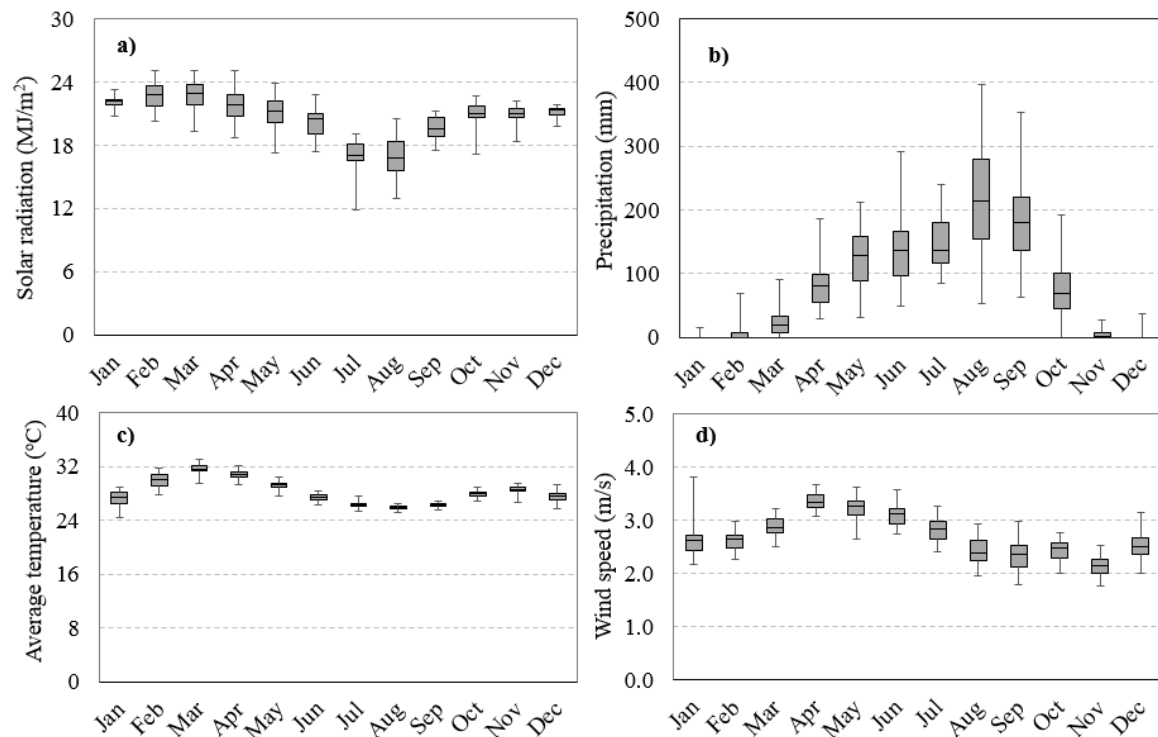 a)
Solar radiation (MJ/m²)
30
24
18
12
6
0
Jan Feb Mar Apr May Jun Jul Aug Sep Oct Nov Dec
b)
Precipitation (mm)
500
400
300
200
100
0
Jan Feb Mar Apr May Jun Jul Aug Sep Oct Nov Dec
c)
Average temperature (°C)
40
32
24
16
8
0
Jan Feb Mar Apr May Jun Jul Aug Sep Oct Nov Dec
d)
Wind speed (m/s)
5.0
4.0
3.0
2.0
1.0
0.0
Jan Feb Mar Apr May Jun Jul Aug Sep Oct Nov Dec